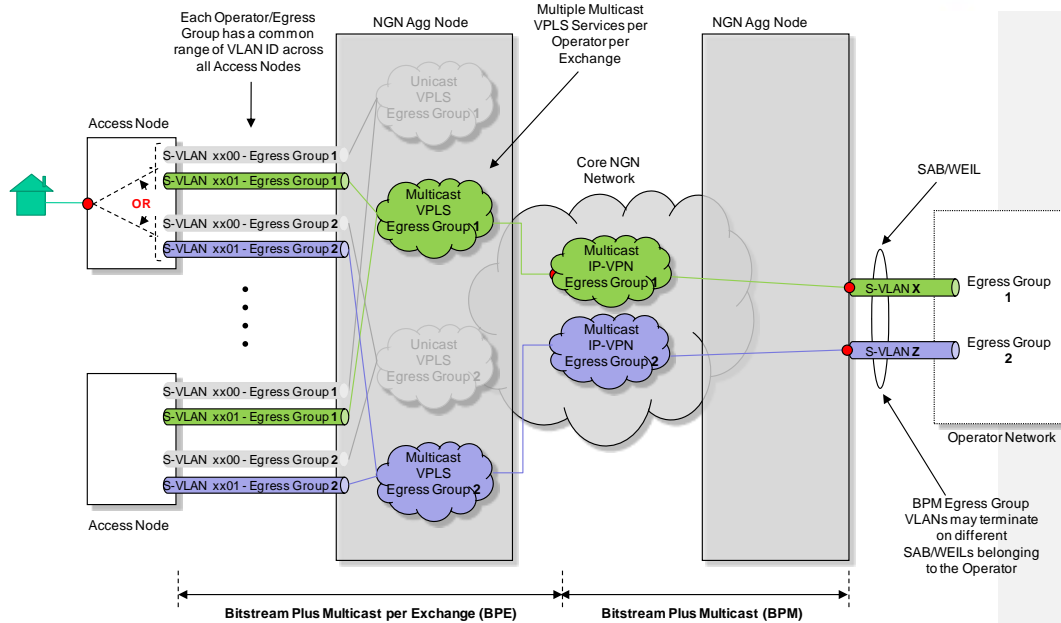 Each Operator/Egress
Group has a common
range of VLAN ID across
all Access Nodes
NGN Agg Node
Multiple Multicast
VPLS Services per
Operator per
Exchange
NGN Agg Node
Access Node
Unicast
VPLS
Egress Group 1
S-VLAN xx00 - Egress Group 1
S-VLAN xx01 - Egress Group 1
OR
S-VLAN xx00 - Egress Group 2
S-VLAN xx01 - Egress Group 2
Multicast
VPLS
Egress Group 1
Core NGN
Network
SAB/WEIL
Multicast
IP-VPN
Egress Group 1
S-VLAN X
Egress Group
1
Multicast
IP-VPN
Egress Group 2
S-VLAN Z
Egress Group
2
Unicast
VPLS
Egress Group 2
S-VLAN xx00 - Egress Group 1
S-VLAN xx01 - Egress Group 1
S-VLAN xx00 - Egress Group 2
S-VLAN xx01 - Egress Group 2
Multicast
VPLS
Egress Group 2
Access Node
Operator Network
BPM Egress Group
VLANs may terminate
on different
SAB/WEILs belonging
to the Operator
Bitstream Plus Multicast per Exchange (BPE)
Bitstream Plus Multicast (BPM)